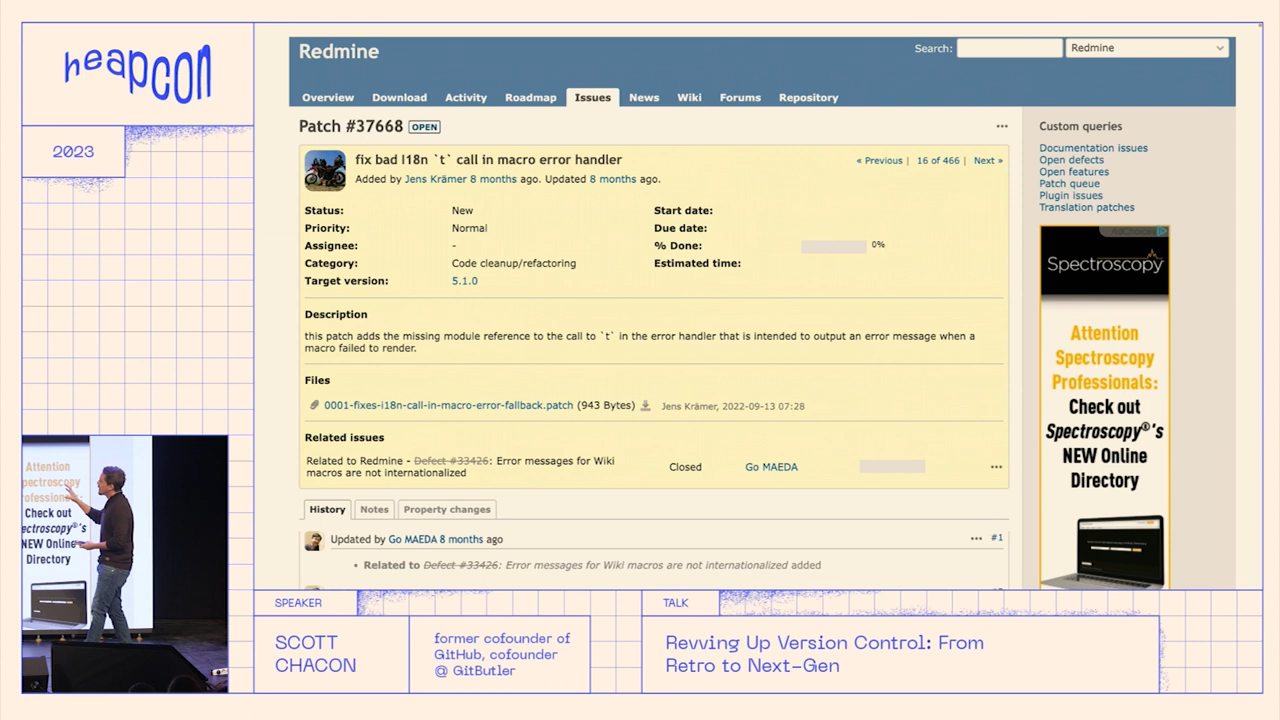 heapcon
2023
Redmine
Search:
Redmine
Overview Download Activity Roadmap Issues News Wiki Forums Repository
Patch #37668 OPEN
fix bad I18n `t` call in macro error handler
« Previous | 16 of 466 | Next »
Added by Jens Krämer 8 months ago. Updated 8 months ago.
Status: New Start date:
Priority: Normal Due date:
Assignee: - % Done: 0%
Category: Code cleanup/refactoring Estimated time:
Target version: 5.1.0
Description
this patch adds the missing module reference to the call to `t` in the error handler that is intended to output an error message when a
macro failed to render.
Files
0001-fixes-i18n-call-in-macro-error-fallback.patch (943 Bytes) Jens Krämer, 2022-09-13 07:28
Related issues
Related to Redmine - Defect #33426: Error messages for Wiki
macros are not internationalized
Closed Go MAEDA
History Notes Property changes
Updated by Go MAEDA 8 months ago #1
• Related to Defect #33426: Error messages for Wiki macros are not internationalized added
Custom queries
Documentation issues
Open defects
Open features
Patch queue
Plugin issues
Translation patches
AdChoices
Spectroscopy
Attention
Spectroscopy
Professionals:
Check out
Spectroscopy®'s
NEW Online
Directory
Attention
pectroscopy
rofessionals:
Check out
ectroscopy®'s
NEW Online
Directory
SPEAKER
SCOTT
CHACON
former cofounder of
GitHub, cofounder
@ GitButler
TALK
Revving Up Version Control: From
Retro to Next-Gen